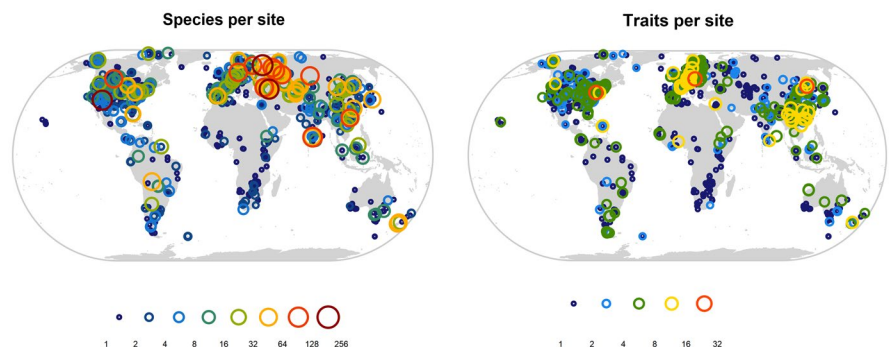 Species per site
Traits per site
1 2 4 8 16 32 64 128 256
1 2 4 8 16 32